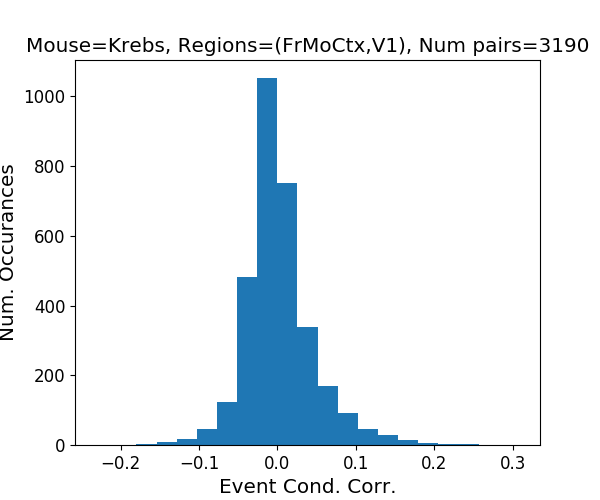 Mouse=Krebs, Regions=(FrMoCtx,V1), Num pairs=3190
1000
800
600
400
200
0
Num. Occurances
−0.2 −0.1 0.0 0.1 0.2 0.3
Event Cond. Corr.